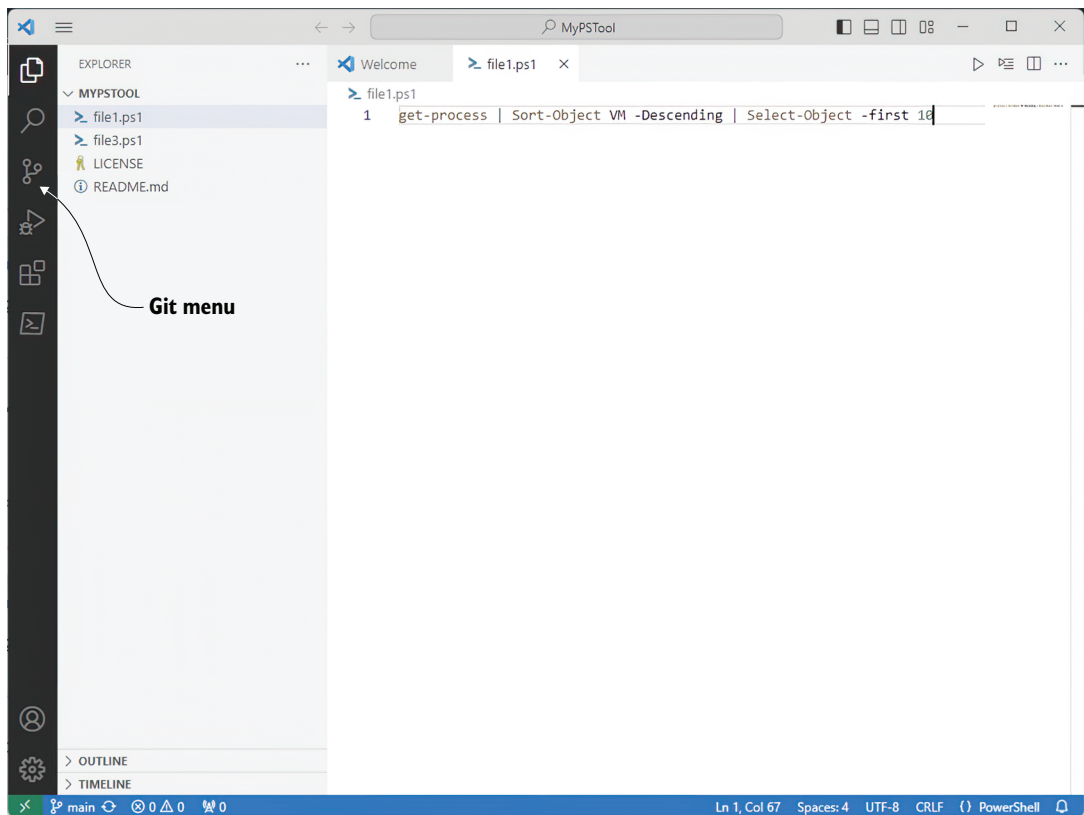 MyPSTool
EXPLORER ...
Welcome
file1.ps1
MYPSTOOL
file1.ps1
1 get-process | Sort-Object VM -Descending | Select-Object -first 10
file1.ps1
file3.ps1
LICENSE
README.md
Git menu
OUTLINE
TIMELINE
main 0 0 0 Ln 1, Col 67 Spaces: 4 UTF-8 CRLF {} PowerShell